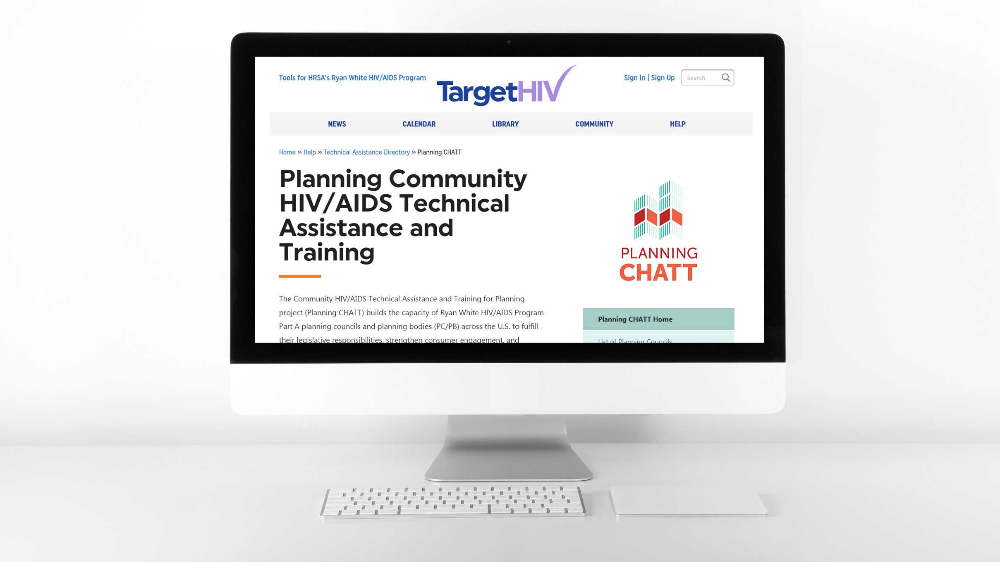 Tools for HRSA's Ryan White HIV/AIDS Program
TargetHIV
Sign In | Sign Up
Search
NEWS
CALENDAR
LIBRARY
COMMUNITY
HELP
Home » Help » Technical Assistance Directory » Planning CHATT
Planning Community
HIV/AIDS Technical
Assistance and
Training
The Community HIV/AIDS Technical Assistance and Training for Planning
project (Planning CHATT) builds the capacity of Ryan White HIV/AIDS Program
Part A planning councils and planning bodies (PC/PB) across the U.S. to fulfill
their legislative responsibilities, strengthen consumer engagement, and
PLANNING
CHATT
Planning CHATT Home
List of Planning Councils